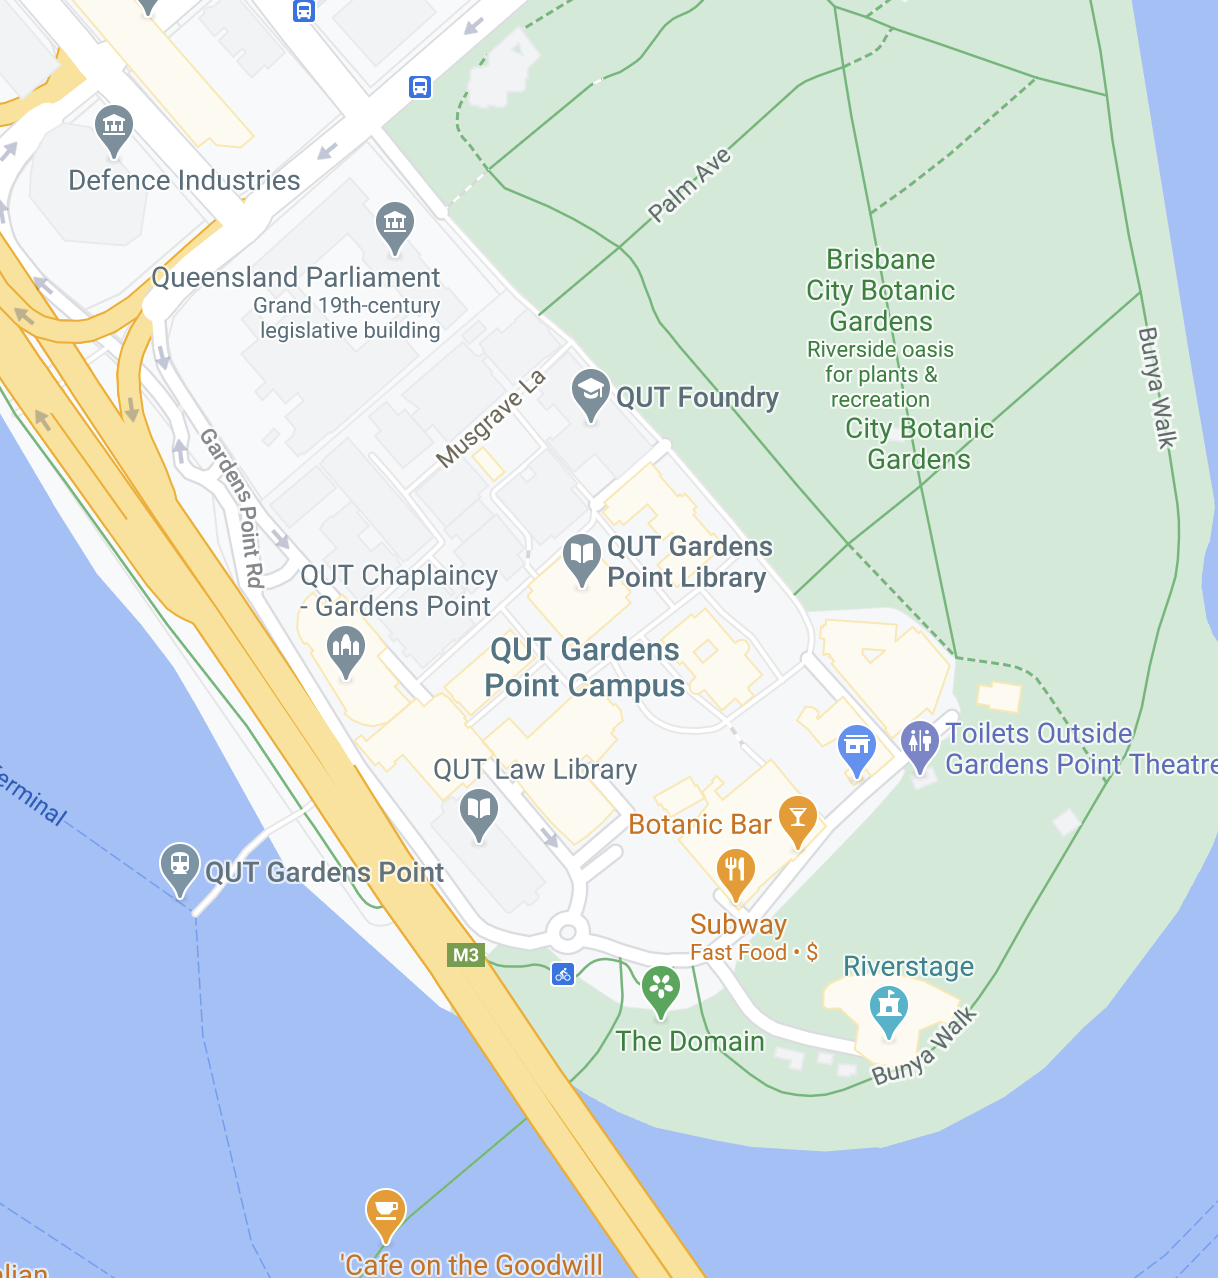 Defence Industries
Palm Ave
Queensland Parliament
Grand 19th-century
legislative building
Brisbane
City Botanic
Gardens
Riverside oasis
for plants &
recreation
City Botanic
Gardens
Bunya Walk
QUT Foundry
Musgrave La
Gardens Point Rd
QUT Gardens
Point Library
QUT Chaplaincy
- Gardens Point
QUT Gardens
Point Campus
Toilets Outside
Gardens Point Theatre
QUT Law Library
Botanic Bar
QUT Gardens Point
Subway
Fast Food • $
M3
Riverstage
The Domain
Bunya Walk
'Cafe on the Goodwill